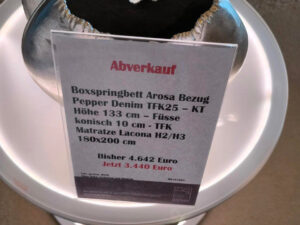 Abverkauf
Boxspringbett Arosa Bezug
Pepper Denim TFK25 – KT
Höhe 133 cm – Füsse
konisch 10 cm - TFK
Matratze Lacona H2/H3
180x200 cm
Bisher 4.642 Euro
Jetzt 3.440 Euro